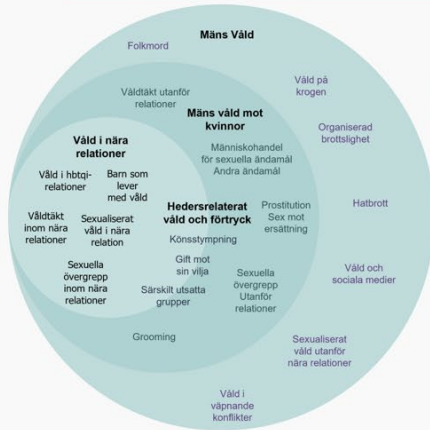 Mäns Våld
Folkmord
Våld på
krogen
Organiserad
brottslighet
Hatbrott
Våld och
sociala medier
Sexualiserat
våld utanför
nära relationer
Våld i
väpnande
konflikter
Våldtäkt utanför
relationer
Mäns våld mot
kvinnor
Människohandel
för sexuella ändamål
Andra ändamål
Prostitution
Sex mot
ersättning
Sexuella
övergrepp
Utanför
relationer
Grooming
Våld i nära
relationer
Våld i hbtqi-
relationer
Barn som
lever
med våld
Våldtäkt
inom nära
relationer
Sexualiserat
våld i nära
relation
Sexuella
övergrepp
inom nära
relationer
Hedersrelaterat
våld och förtryck
Könsstympning
Gift mot
sin vilja
Särskilt utsatta
grupper